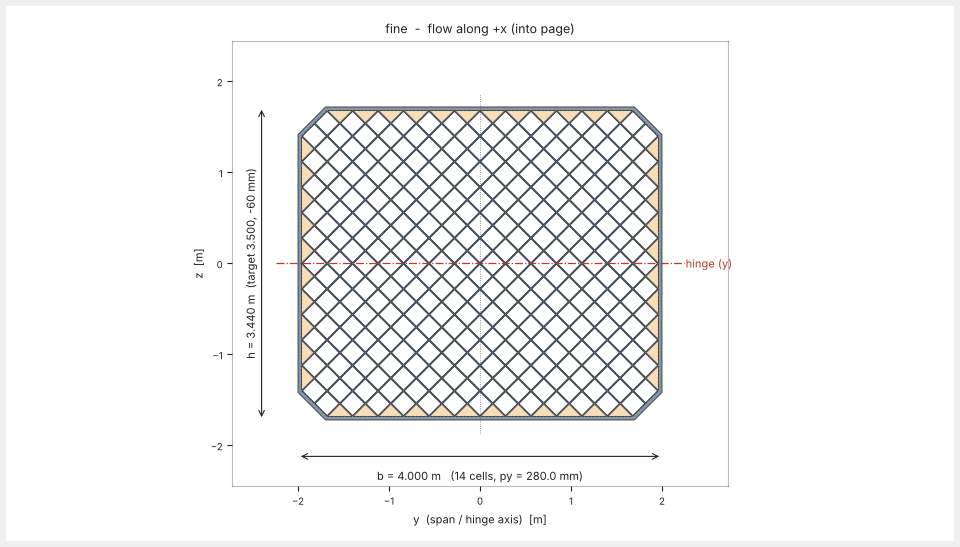 fine - flow along +x (into page)
2
1
0
−1
−2
z [m]
h = 3.440 m (target 3.500, -60 mm)
hinge (y)
b = 4.000 m (14 cells, py = 280.0 mm)
−2
−1
0
1
2
y (span / hinge axis) [m]